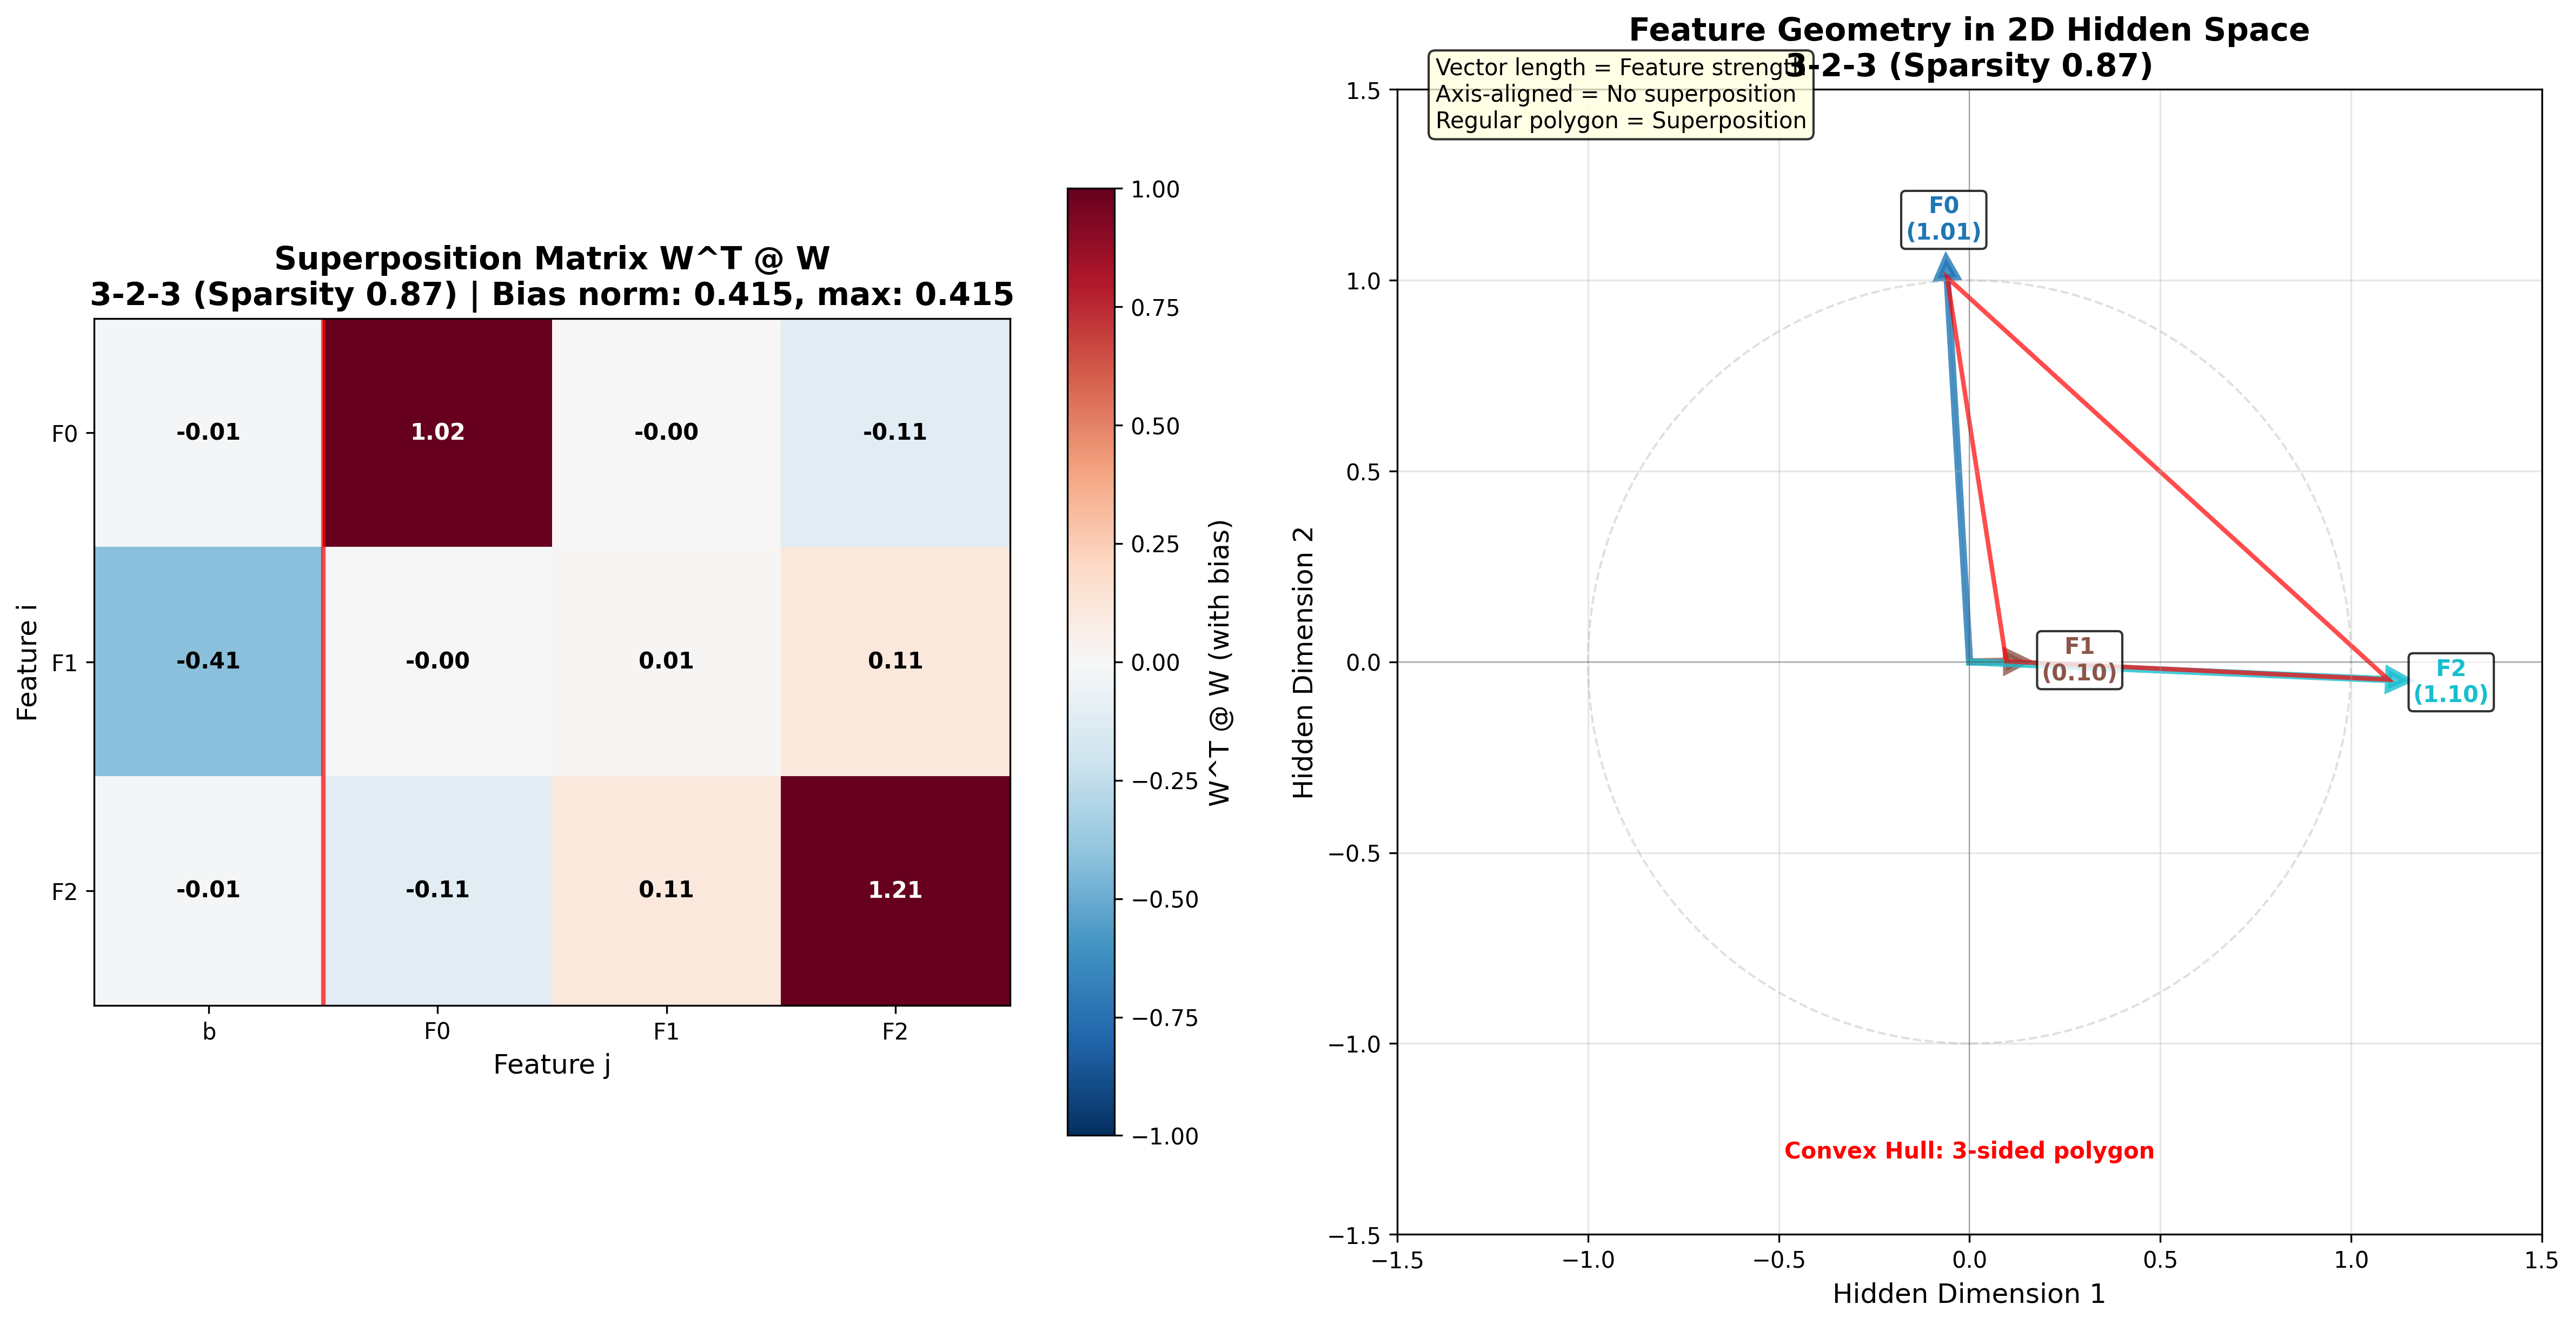 Superposition Matrix W^T @ W
3-2-3 (Sparsity 0.87) | Bias norm: 0.415, max: 0.415
Feature i
F0
F1
F2
-0.01
1.02
-0.00
-0.11
-0.41
-0.00
0.01
0.11
-0.01
-0.11
0.11
1.21
b
F0
F1
F2
Feature j
1.00
0.75
0.50
0.25
0.00
−0.25
−0.50
−0.75
−1.00
W^T @ W (with bias)
Feature Geometry in 2D Hidden Space
3-2-3 (Sparsity 0.87)
Vector length = Feature strength
Axis-aligned = No superposition
Regular polygon = Superposition
Hidden Dimension 2
1.5
1.0
0.5
0.0
−0.5
−1.0
−1.5
F0
(1.01)
F1
(0.10)
F2
(1.10)
Convex Hull: 3-sided polygon
−1.5
−1.0
−0.5
0.0
0.5
1.0
1.5
Hidden Dimension 1